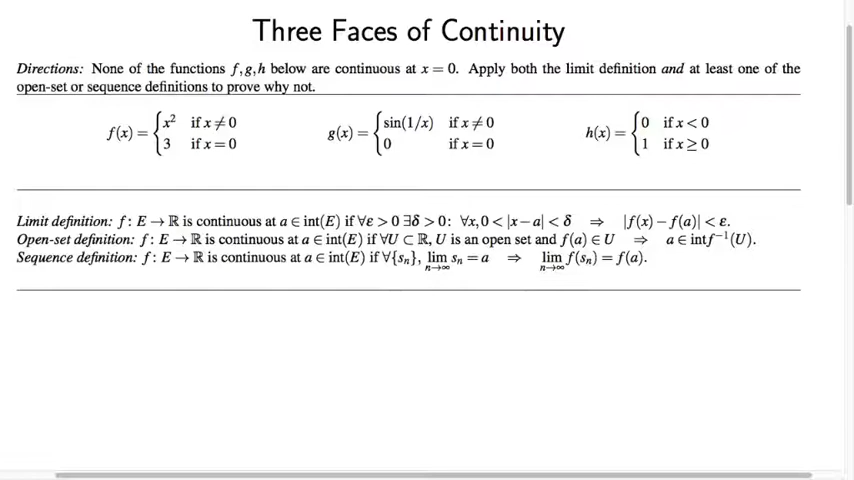 Three Faces of Continuity
Directions: None of the functions f,g,h below are continuous at x = 0. Apply both the limit definition and at least one of the
open-set or sequence definitions to prove why not.
f(x) = { x² if x ≠ 0
3 if x = 0
g(x) = { sin(1/x) if x ≠ 0
0 if x = 0
h(x) = { 0 if x < 0
1 if x ≥ 0
Limit definition: f: E → ℝ is continuous at a ∈ int(E) if ∀ε > 0 ∃δ > 0: ∀x, 0 < |x − a| < δ ⇒ |f(x) − f(a)| < ε.
Open-set definition: f: E → ℝ is continuous at a ∈ int(E) if ∀U ⊂ ℝ, U is an open set and f(a) ∈ U ⇒ a ∈ int f⁻¹(U).
Sequence definition: f: E → ℝ is continuous at a ∈ int(E) if ∀{sₙ}, lim n→∞ sₙ = a ⇒ lim n→∞ f(sₙ) = f(a).